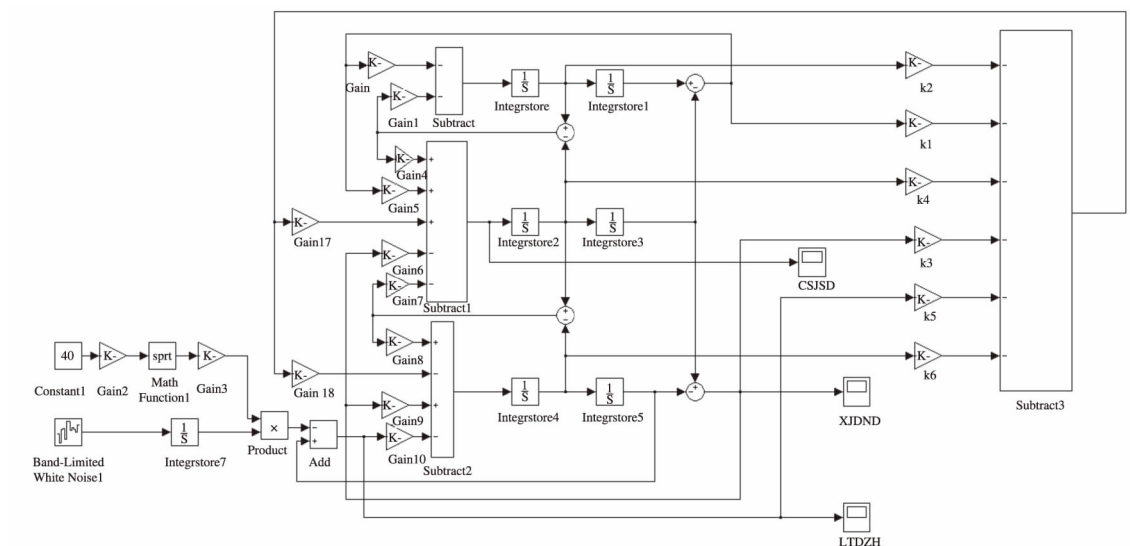 K-
Gain
−
−
Subtract
1
S
Integrstore
1
S
Integrstore1
+
−
K-
k2
−
K-
Gain1
+
−
K-
k1
−
K-
Gain4
+
K-
Gain5
+
K-
k4
−
K-
Gain17
+
1
S
Integrstore2
1
S
Integrstore3
K-
k3
−
K-
Gain6
−
CSJSD
K-
Gain7
−
Subtract1
+
−
K-
k5
−
K-
Gain8
+
40
Constant1
K-
Gain2
sprt
Math
Function1
K-
Gain3
K-
Gain 18
−
1
S
Integrstore4
1
S
Integrstore5
−
−
K-
k6
−
Subtract3
K-
Gain9
+
XJDND
Band-Limited
White Noise1
1
S
Integrstore7
×
Product
−
+
Add
K-
Gain10
−
Subtract2
LTDZH